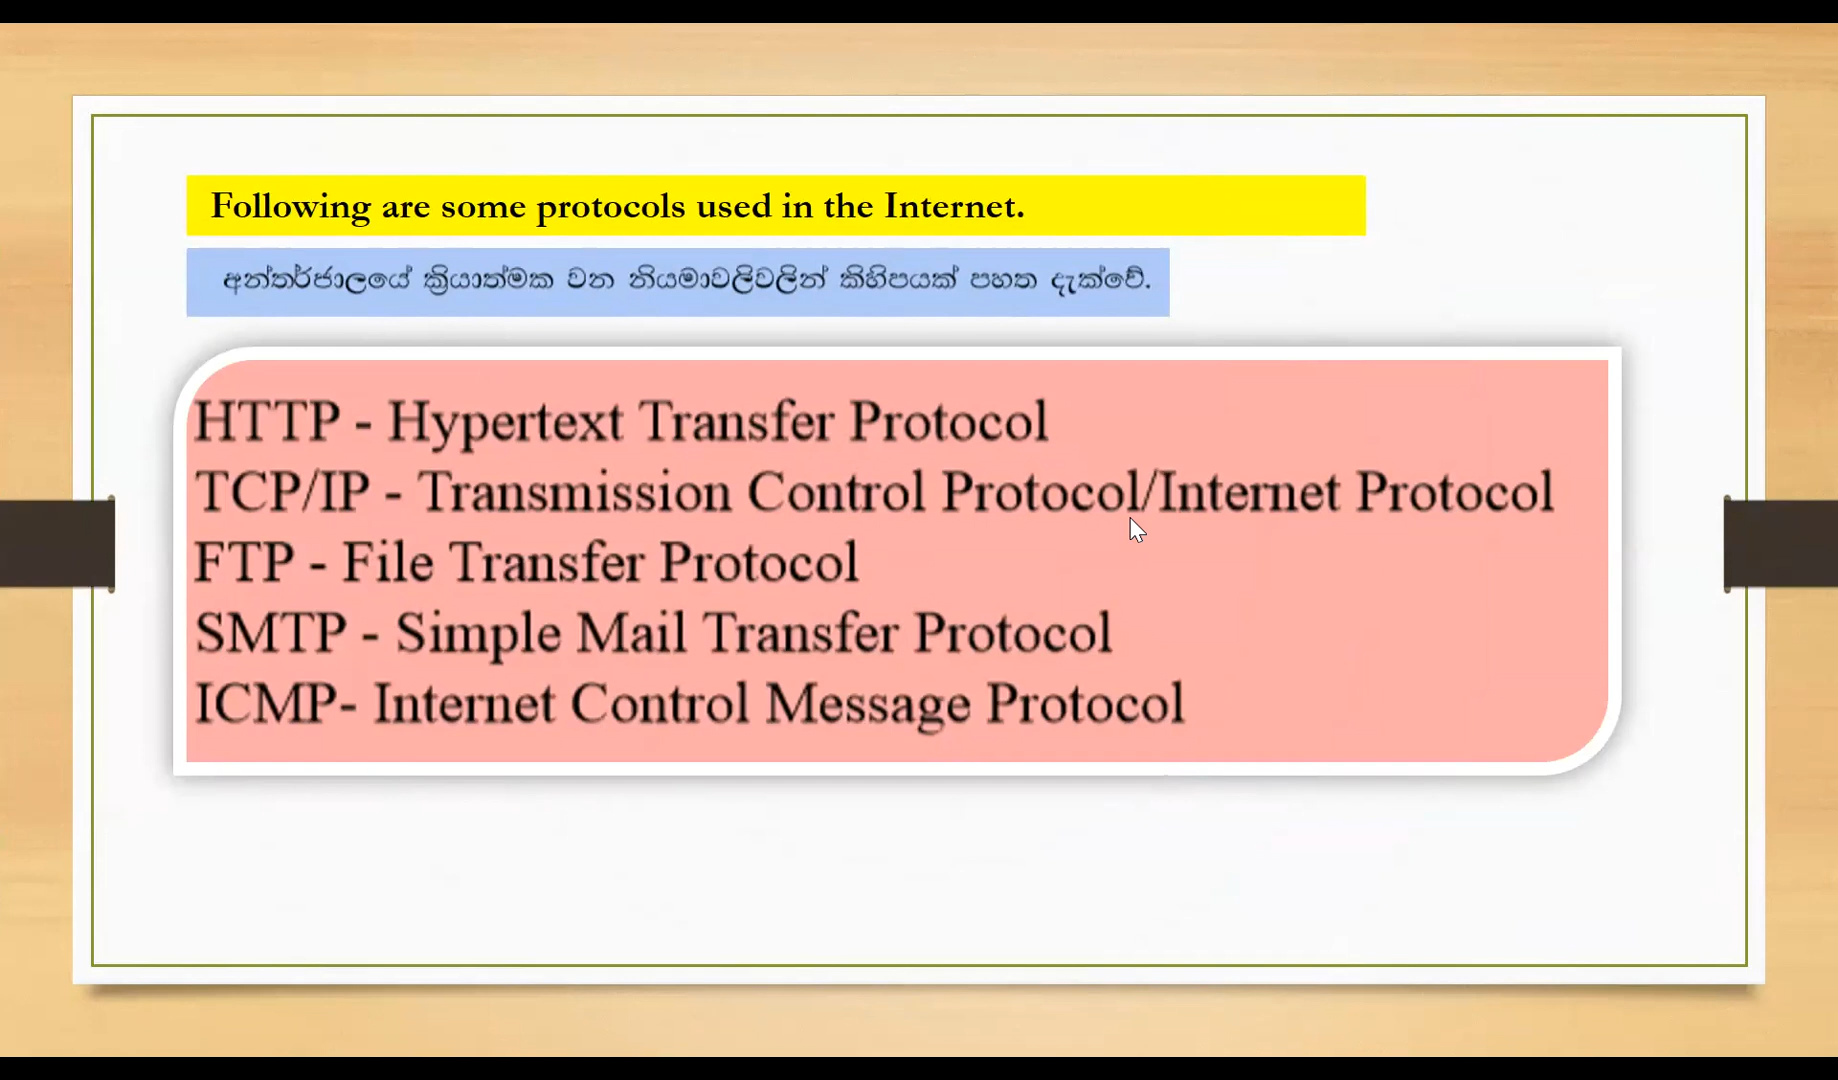 Following are some protocols used in the Internet.
අන්තර්ජාලයේ ක්‍රියාත්මක වන නියමාවලිවලින් කිහිපයක් පහත දැක්වේ.
HTTP - Hypertext Transfer Protocol
TCP/IP - Transmission Control Protocol/Internet Protocol
FTP - File Transfer Protocol
SMTP - Simple Mail Transfer Protocol
ICMP- Internet Control Message Protocol